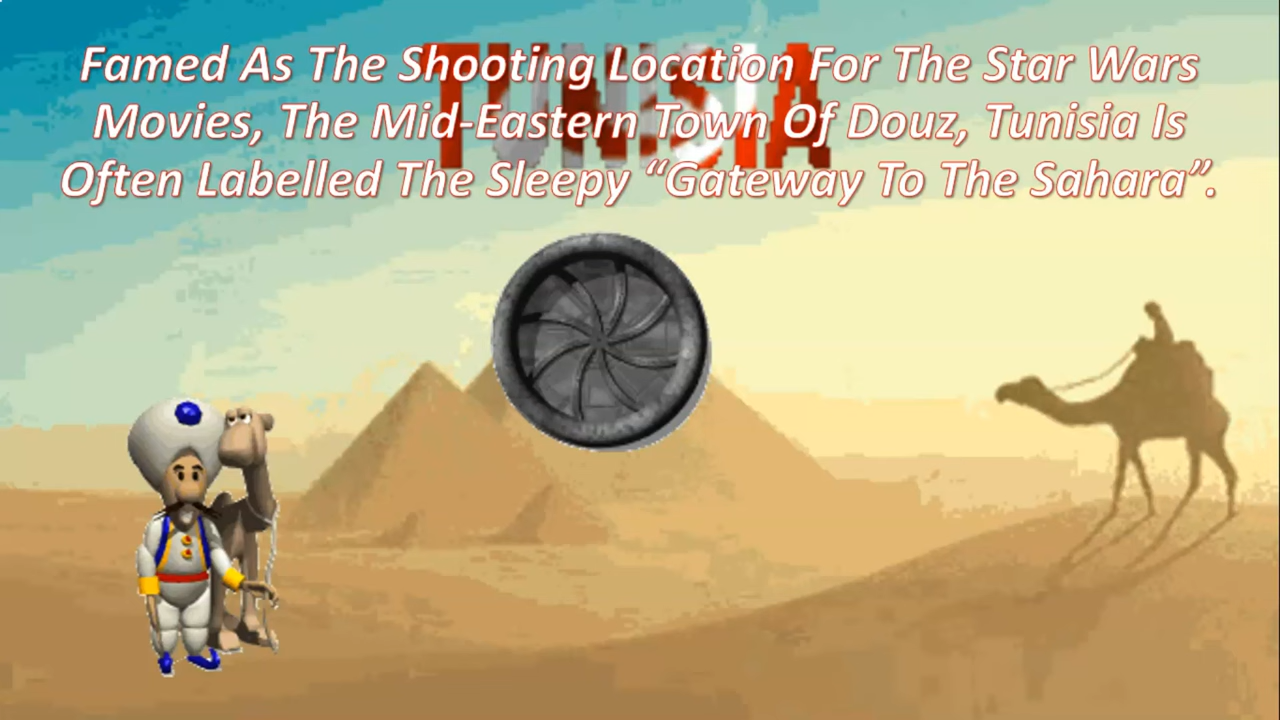 TUNISIA
Famed As The Shooting Location For The Star Wars
Movies, The Mid-Eastern Town Of Douz, Tunisia Is
Often Labelled The Sleepy “Gateway To The Sahara”.